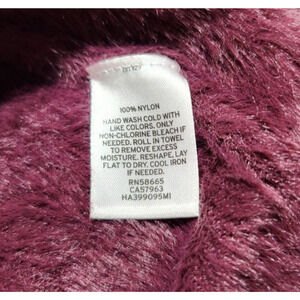 100% NYLON
HAND WASH COLD WITH
LIKE COLORS, ONLY
NON-CHLORINE BLEACH IF
NEEDED. ROLL IN TOWEL
TO REMOVE EXCESS
MOISTURE. RESHAPE, LAY
FLAT TO DRY. COOL IRON
IF NEEDED.
RN58665
CA57963
HA399095MI